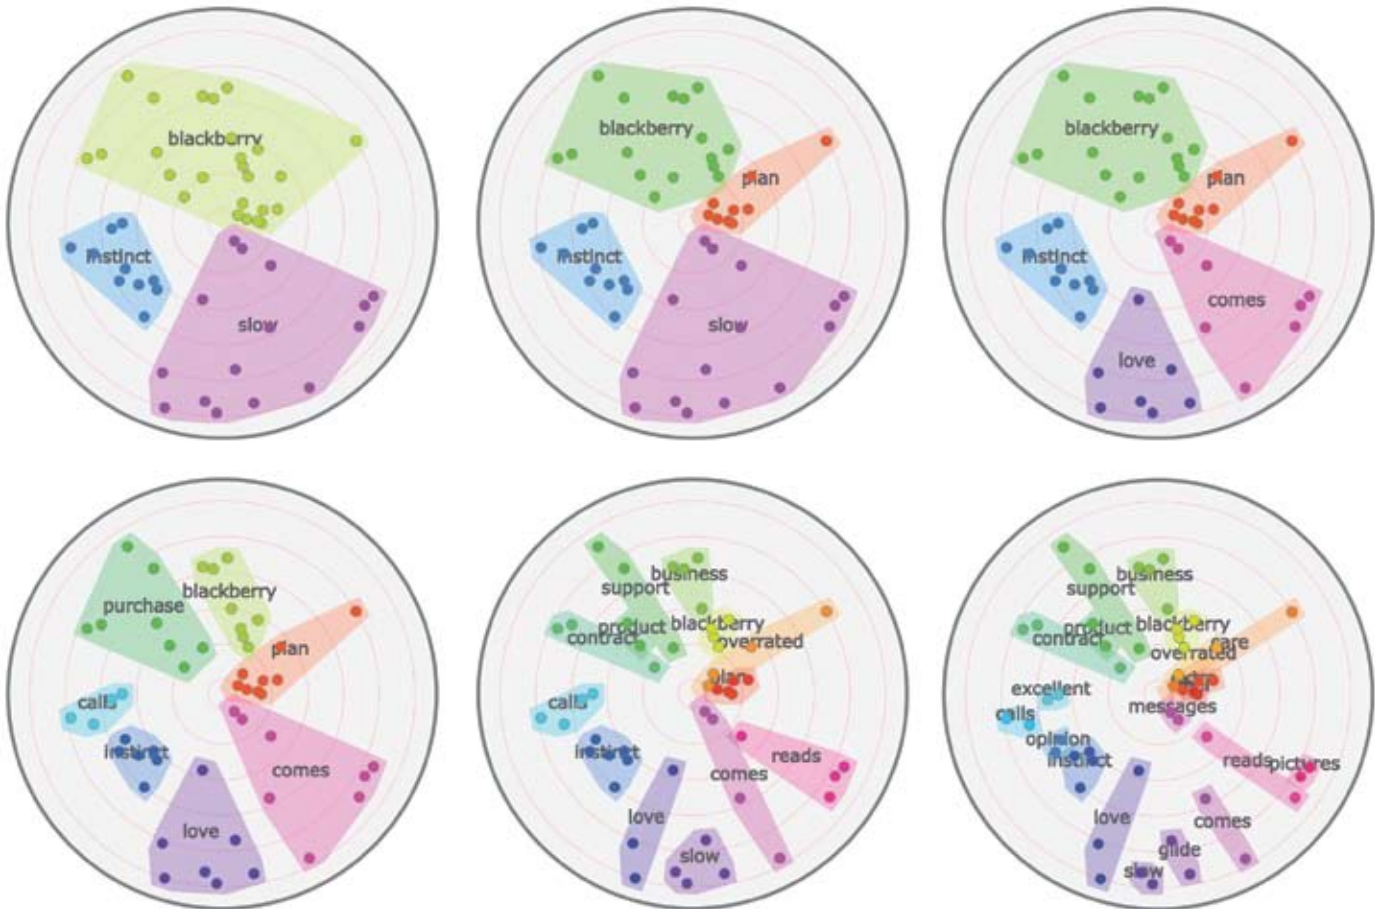 blackberry
instinct
slow
blackberry
plan
instinct
slow
blackberry
plan
instinct
comes
love
purchase
blackberry
plan
calls
instinct
comes
love
support
business
product
contract
blackberry
overrated
plan
calls
instinct
reads
comes
love
slow
support
business
product
contract
blackberry
care
overrated
excellent
messages
calls
opinion
instinct
reads
pictures
love
comes
glide
slow